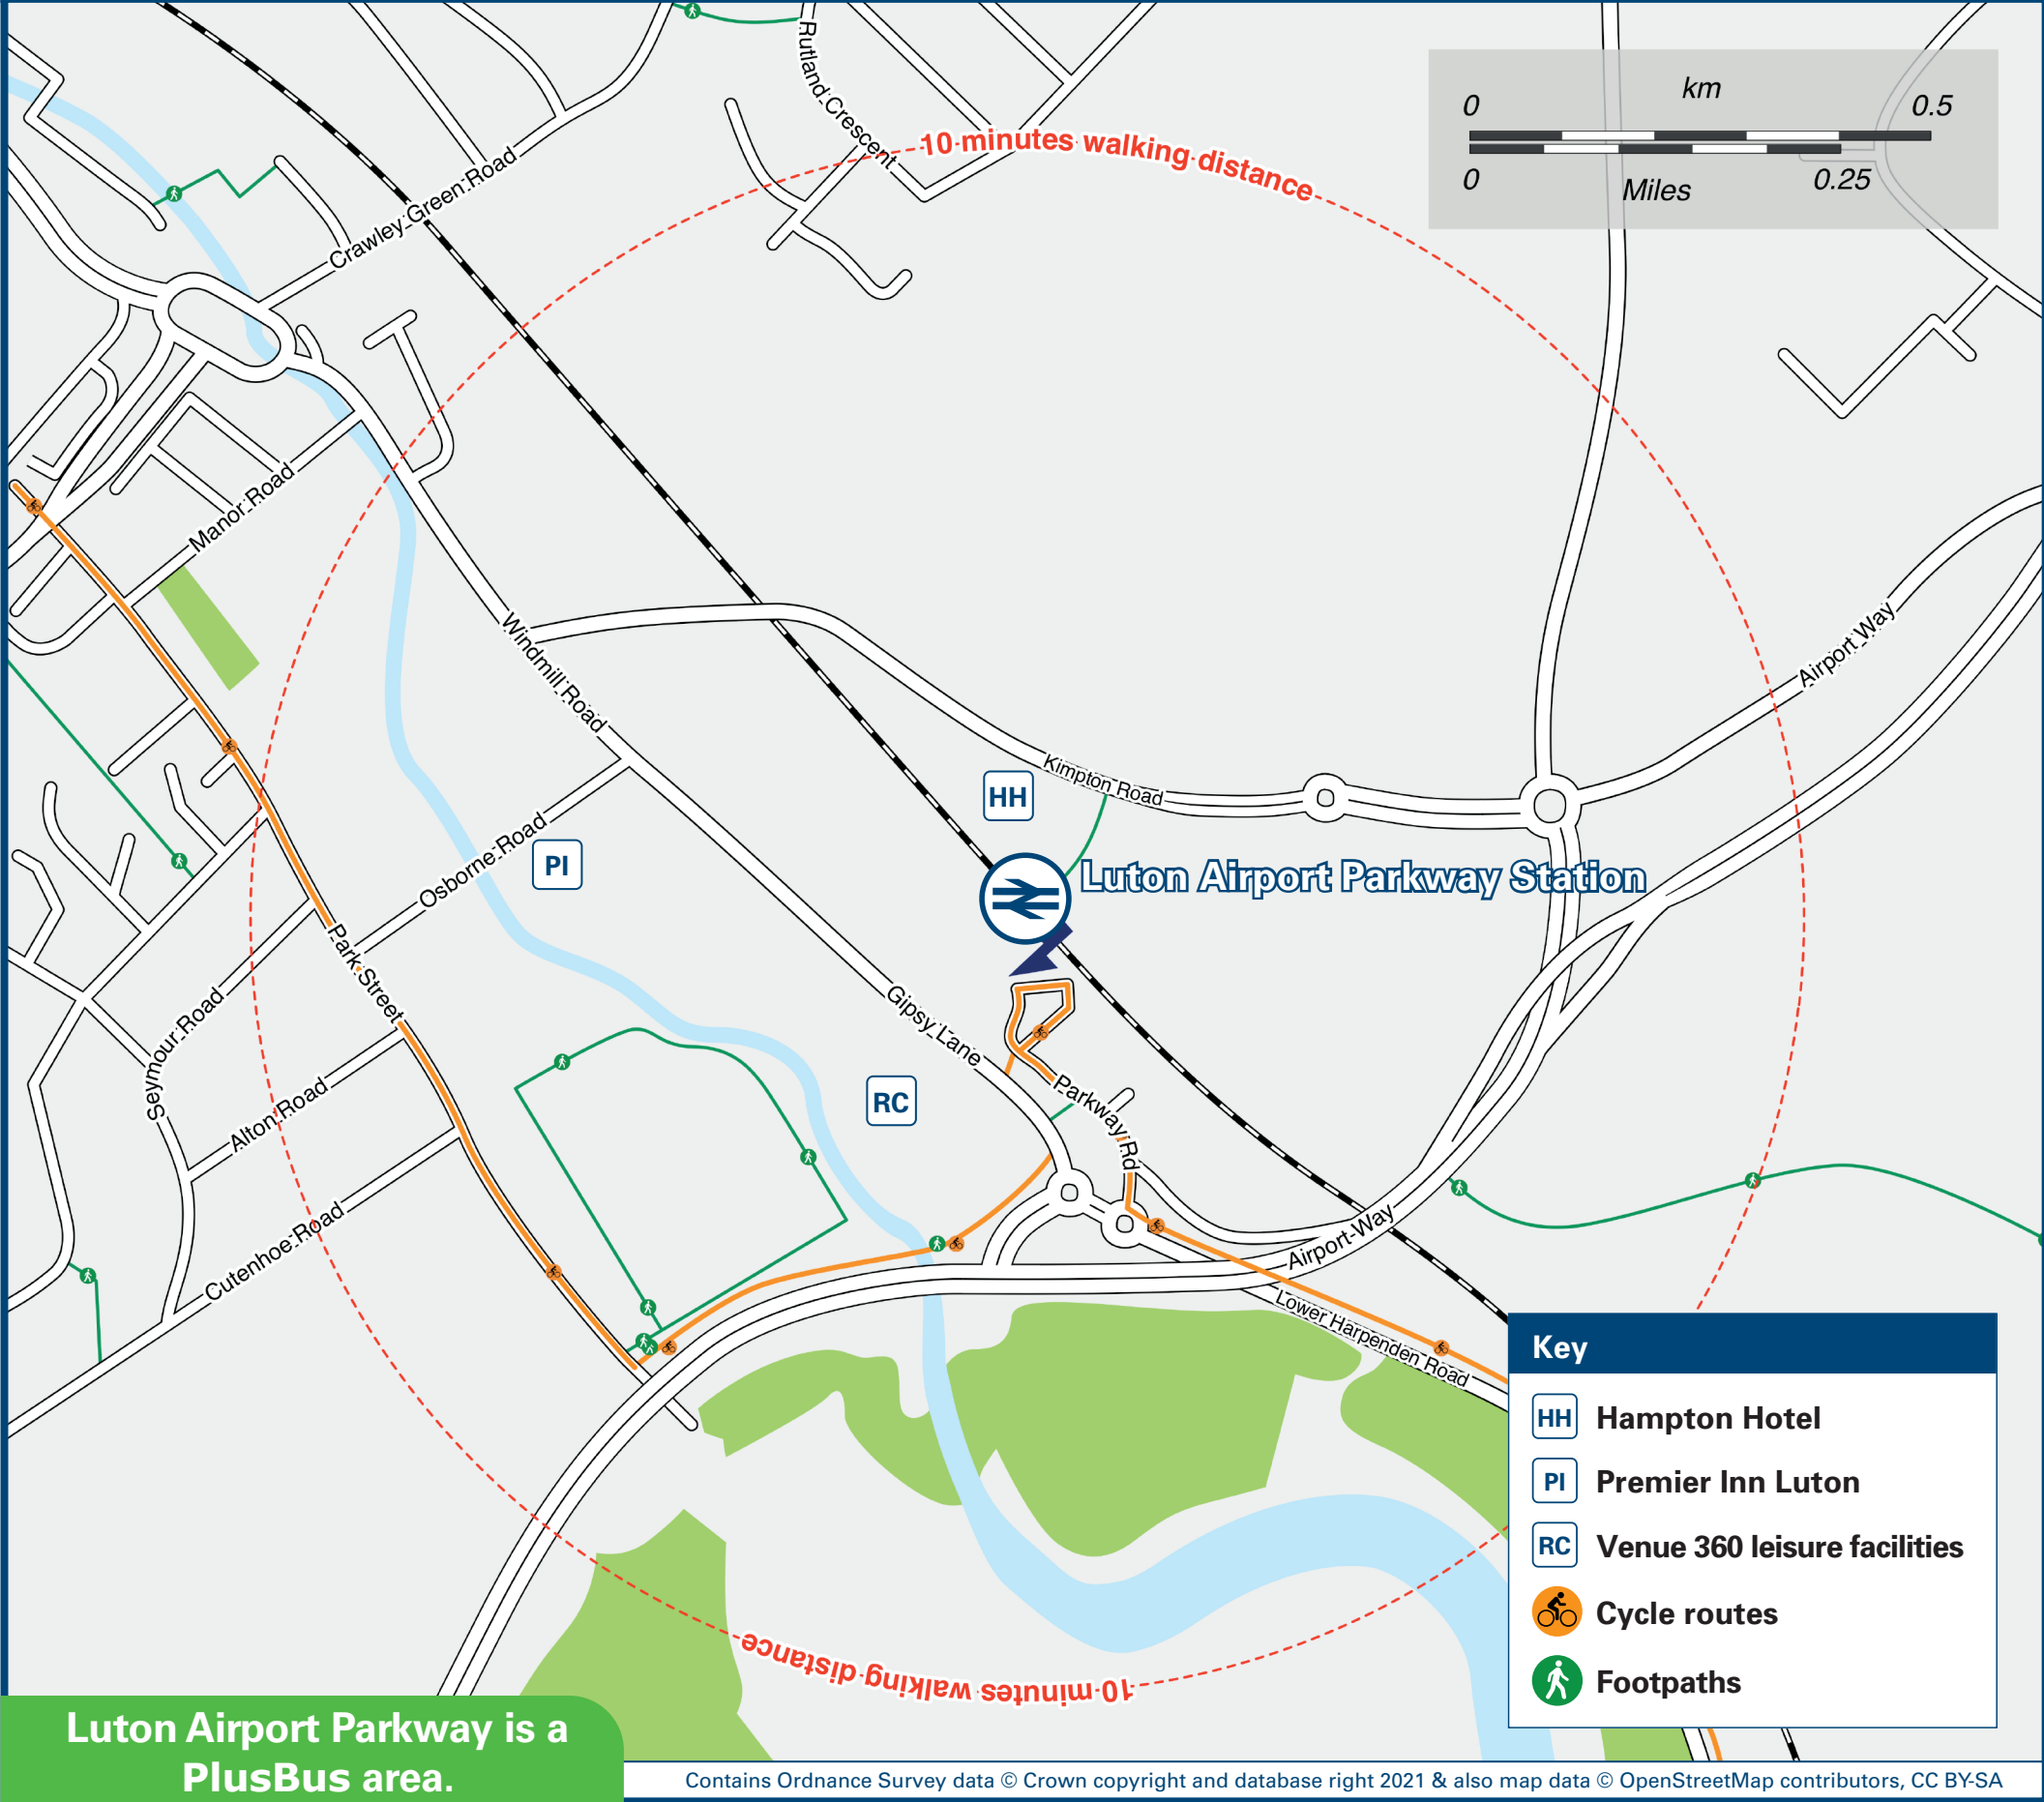 Rutland Crescent
km
0
0.5
0
Miles
0.25
10 minutes walking distance
Crawley Green Road
Manor Road
Windmill Road
Airport Way
Kimpton Road
HH
Osborne Road
PI
Luton Airport Parkway Station
Park Street
Seymour Road
Gipsy Lane
Alton Road
RC
Parkway Rd
Cutenhoe Road
Airport Way
Lower Harpenden Road
Key
HH Hampton Hotel
PI Premier Inn Luton
RC Venue 360 leisure facilities
Cycle routes
Footpaths
10 minutes walking distance
Luton Airport Parkway is a
PlusBus area.
Contains Ordnance Survey data © Crown copyright and database right 2021 & also map data © OpenStreetMap contributors, CC BY-SA